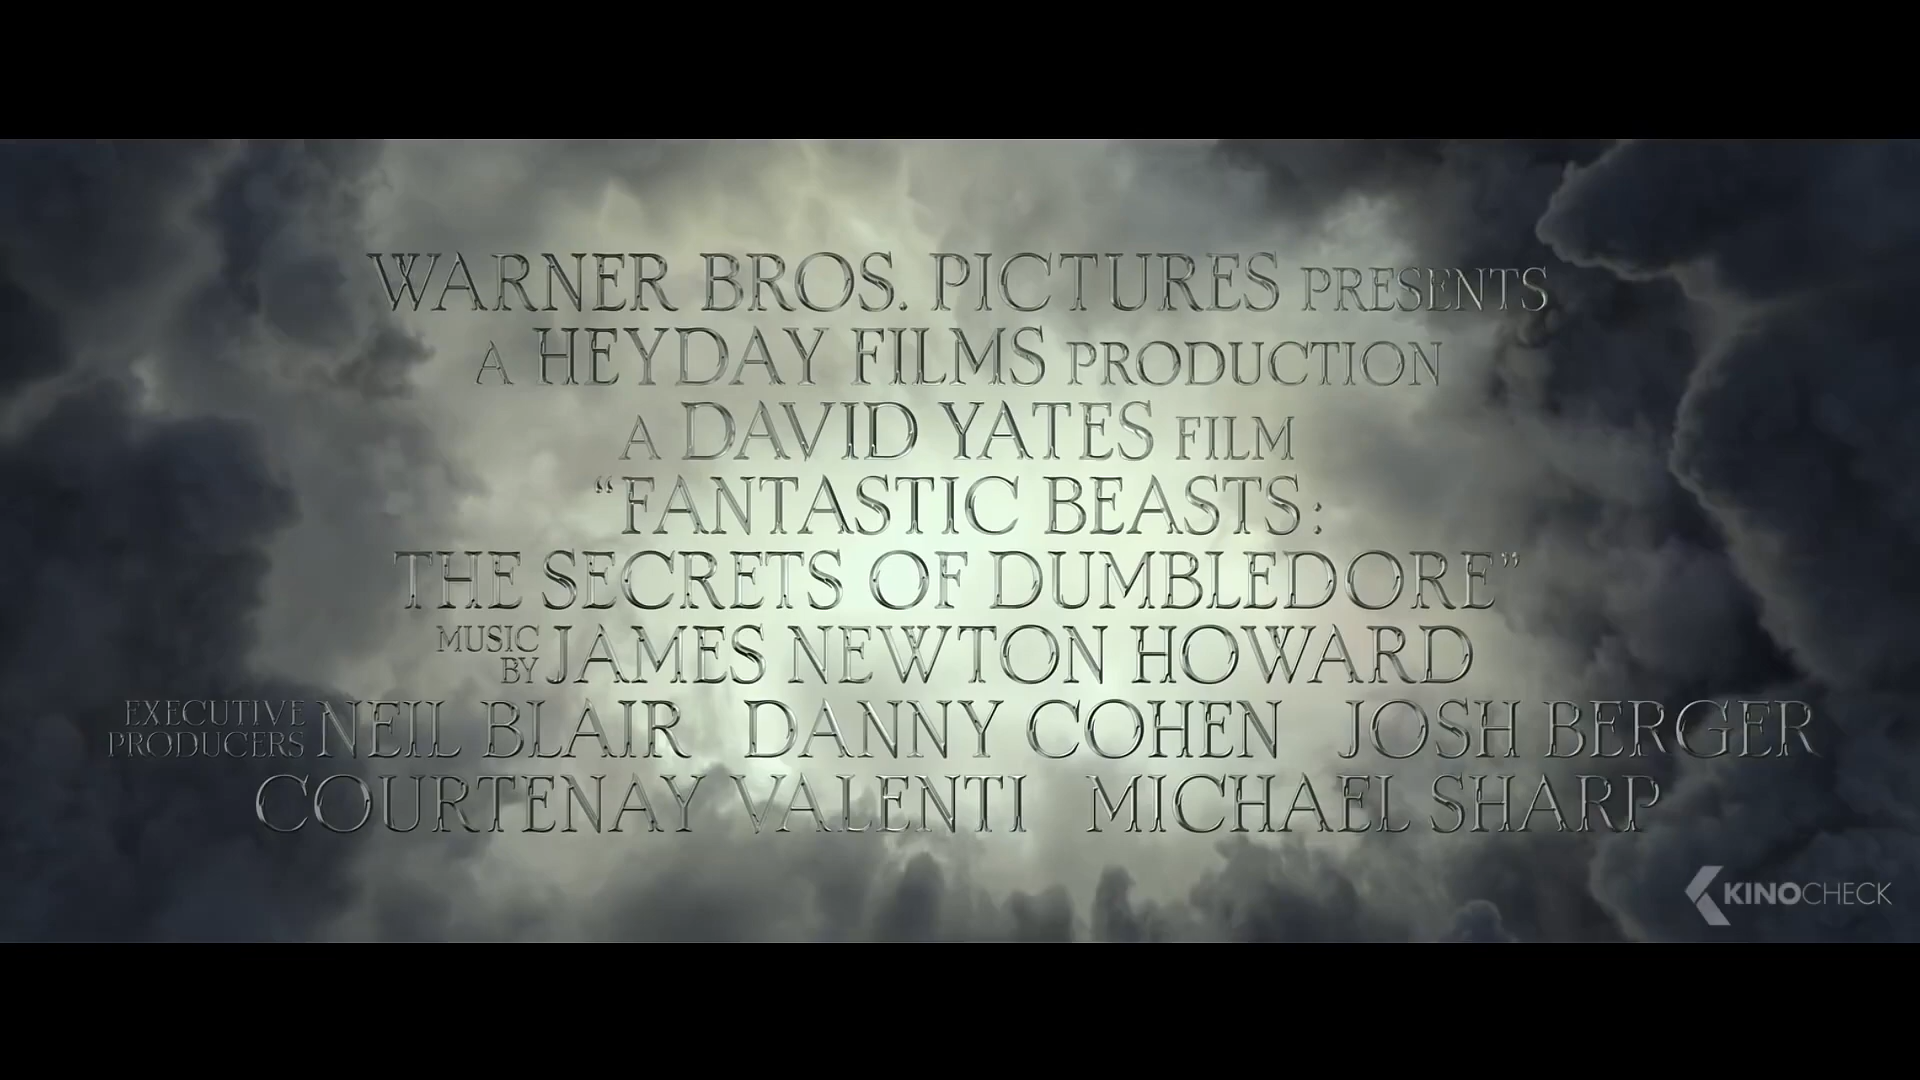 WARNER BROS. PICTURES PRESENTS
A HEYDAY FILMS PRODUCTION
A DAVID YATES FILM
“FANTASTIC BEASTS:
THE SECRETS OF DUMBLEDORE”
MUSIC BY JAMES NEWTON HOWARD
EXECUTIVE PRODUCERS NEIL BLAIR DANNY COHEN JOSH BERGER
COURTENAY VALENTI MICHAEL SHARP
KINOCHECK